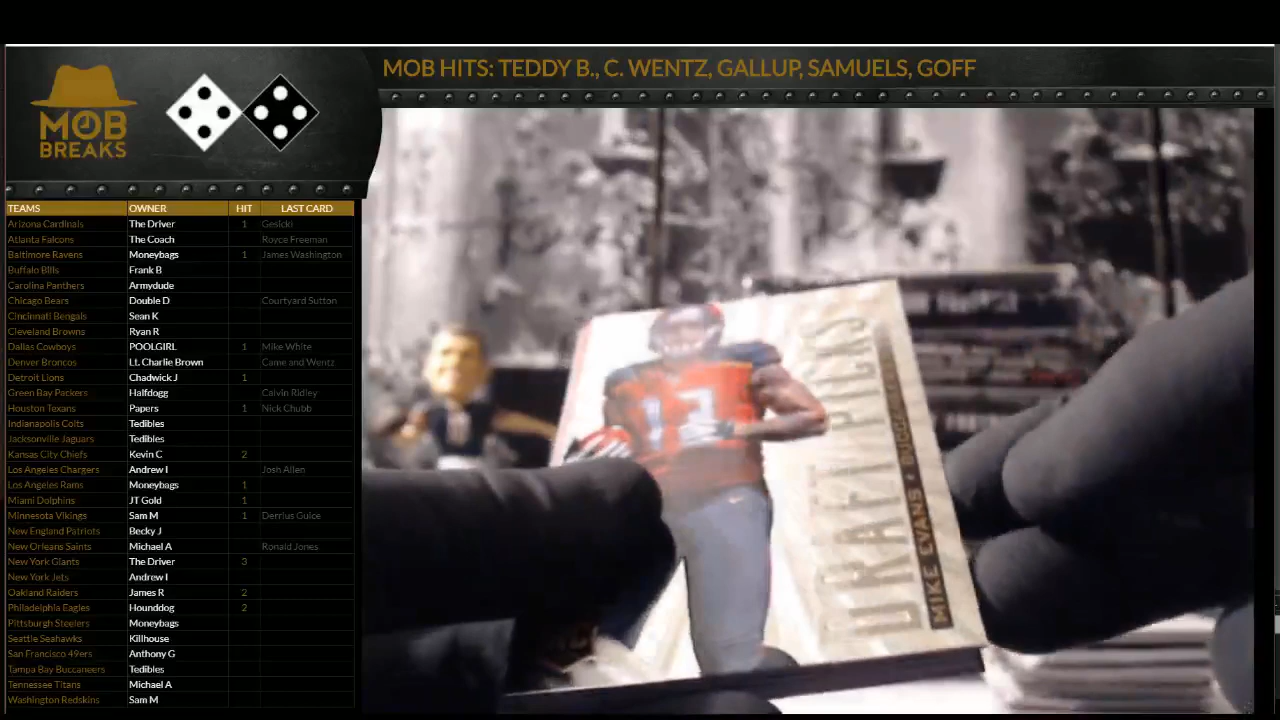 MOB HITS: TEDDY B., C. WENTZ, GALLUP, SAMUELS, GOFF
MOB
BREAKS
TEAMS OWNER HIT LAST CARD
Arizona Cardinals The Driver 1 Gesicki
Atlanta Falcons The Coach Royce Freeman
Baltimore Ravens Moneybags 1 James Washington
Buffalo Bills Frank B
Carolina Panthers Armydude
Chicago Bears Double D Courtyard Sutton
Cincinnati Bengals Sean K
Cleveland Browns Ryan R
Dallas Cowboys POOLGIRL 1 Mike White
Denver Broncos Lt. Charlie Brown Came and Wentz
Detroit Lions Chadwick J 1
Green Bay Packers Halfdogg Calvin Ridley
Houston Texans Papers 1 Nick Chubb
Indianapolis Colts Tedibles
Jacksonville Jaguars Tedibles
Kansas City Chiefs Kevin C 2
Los Angeles Chargers Andrew I Josh Allen
Los Angeles Rams Moneybags 1
Miami Dolphins JT Gold 1
Minnesota Vikings Sam M 1 Derrius Guice
New England Patriots Becky J
New Orleans Saints Michael A Ronald Jones
New York Giants The Driver 3
New York Jets Andrew I
Oakland Raiders James R 2
Philadelphia Eagles Hounddog 2
Pittsburgh Steelers Moneybags
Seattle Seahawks Killhouse
San Francisco 49ers Anthony G
Tampa Bay Buccaneers Tedibles
Tennessee Titans Michael A
Washington Redskins Sam M
DRAFT PICKS
MIKE EVANS • BUCCANEERS
12